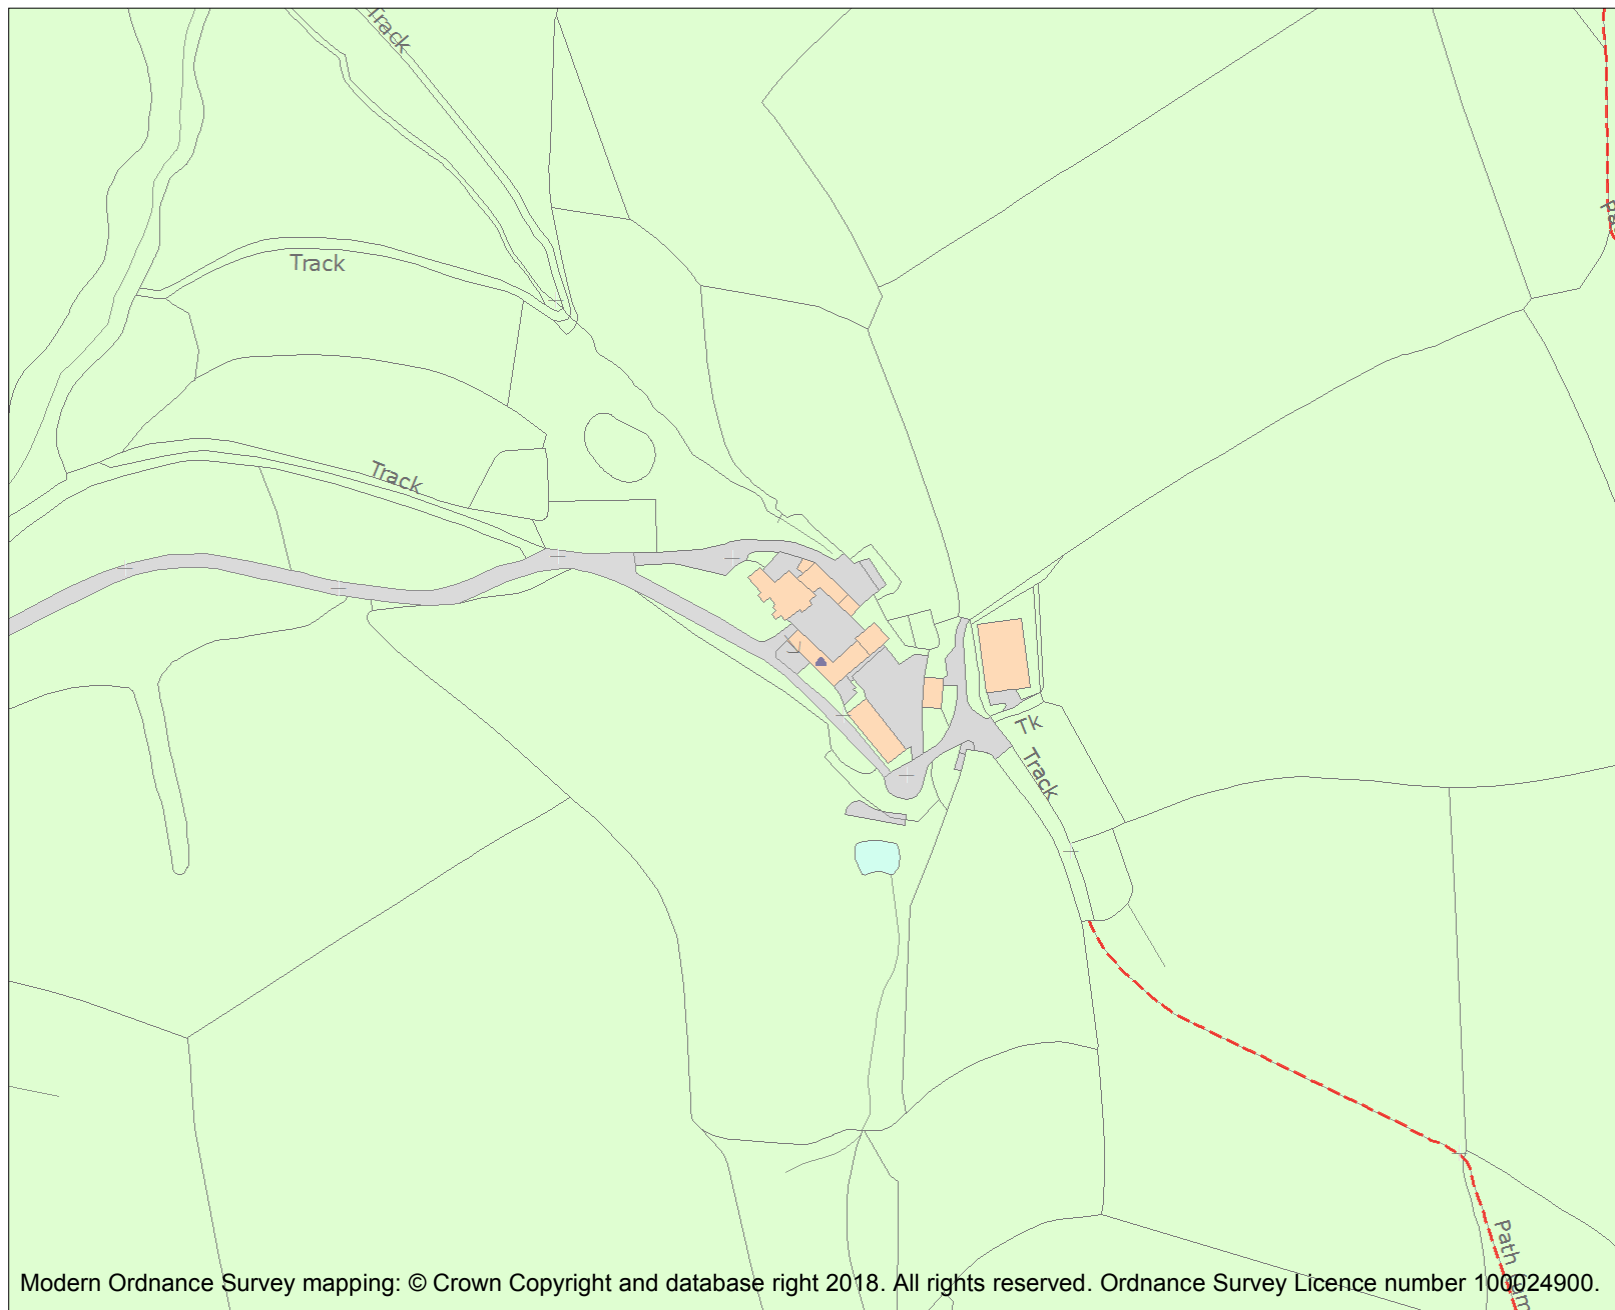 Track
Track
Track
Tk
Track
Path
Modern Ordnance Survey mapping: © Crown Copyright and database right 2018. All rights reserved. Ordnance Survey Licence number 100024900.